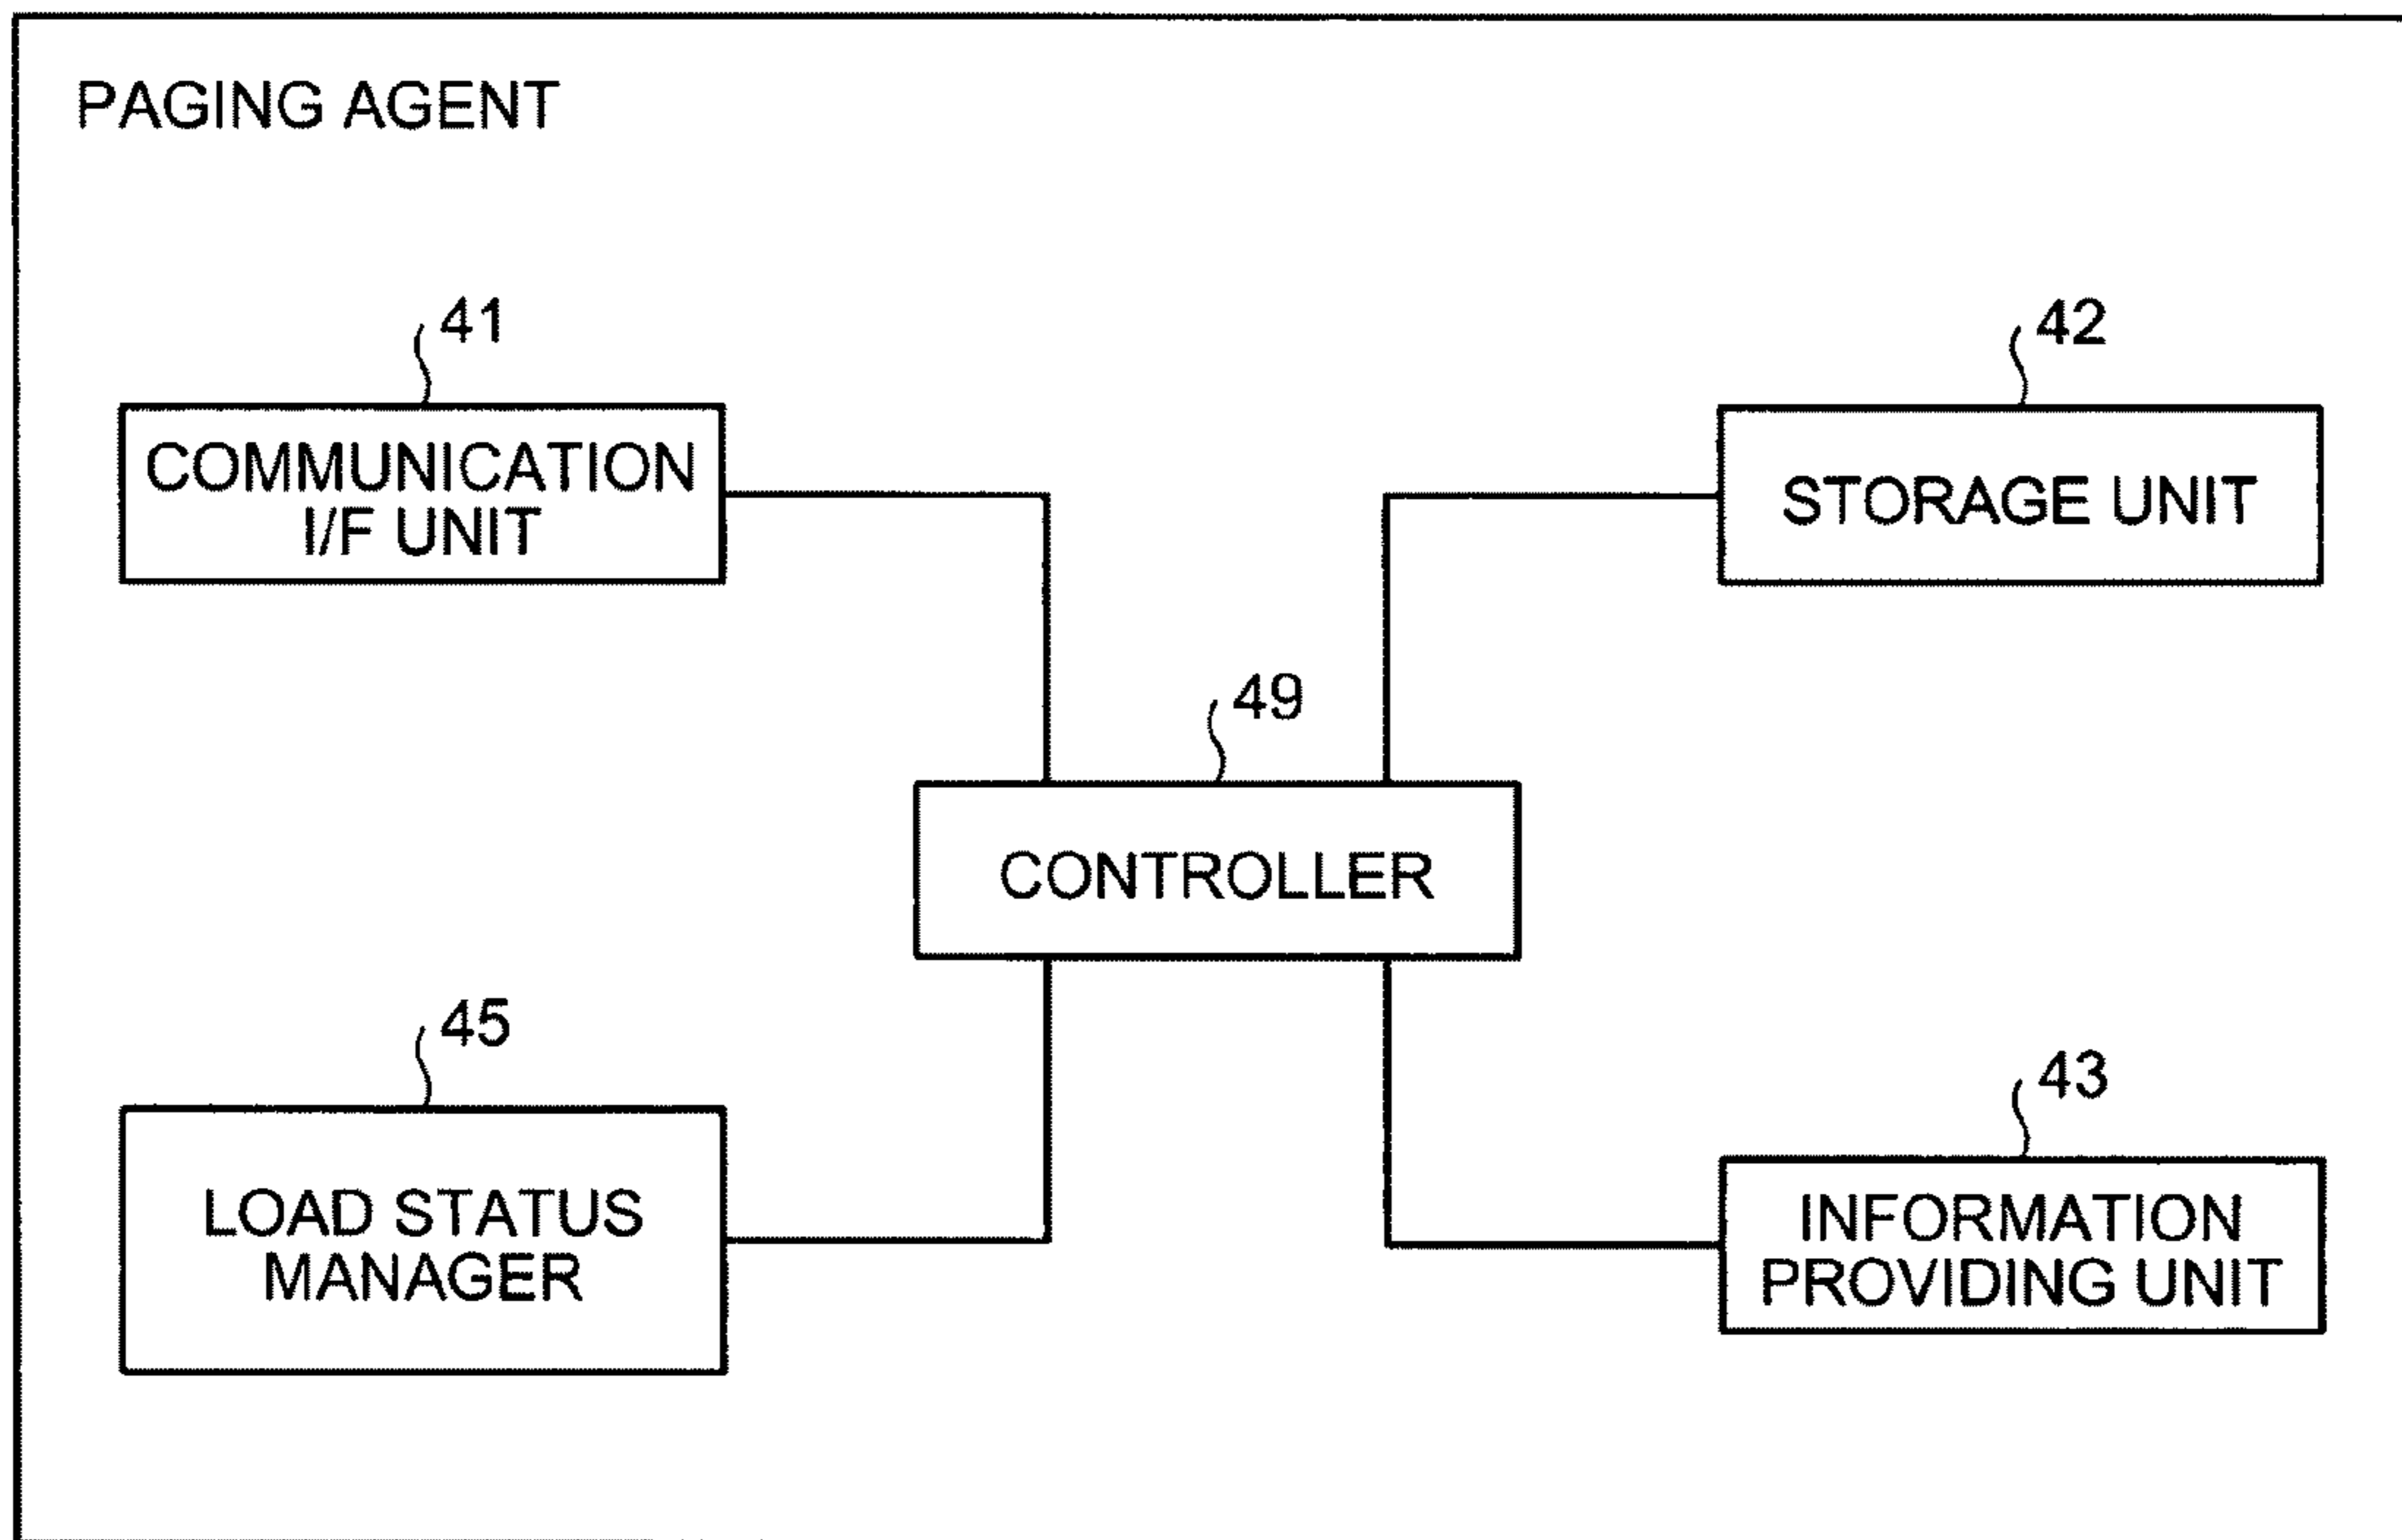 PAGING AGENT
41
COMMUNICATION
I/F UNIT
42
STORAGE UNIT
49
CONTROLLER
45
LOAD STATUS
MANAGER
43
INFORMATION
PROVIDING UNIT